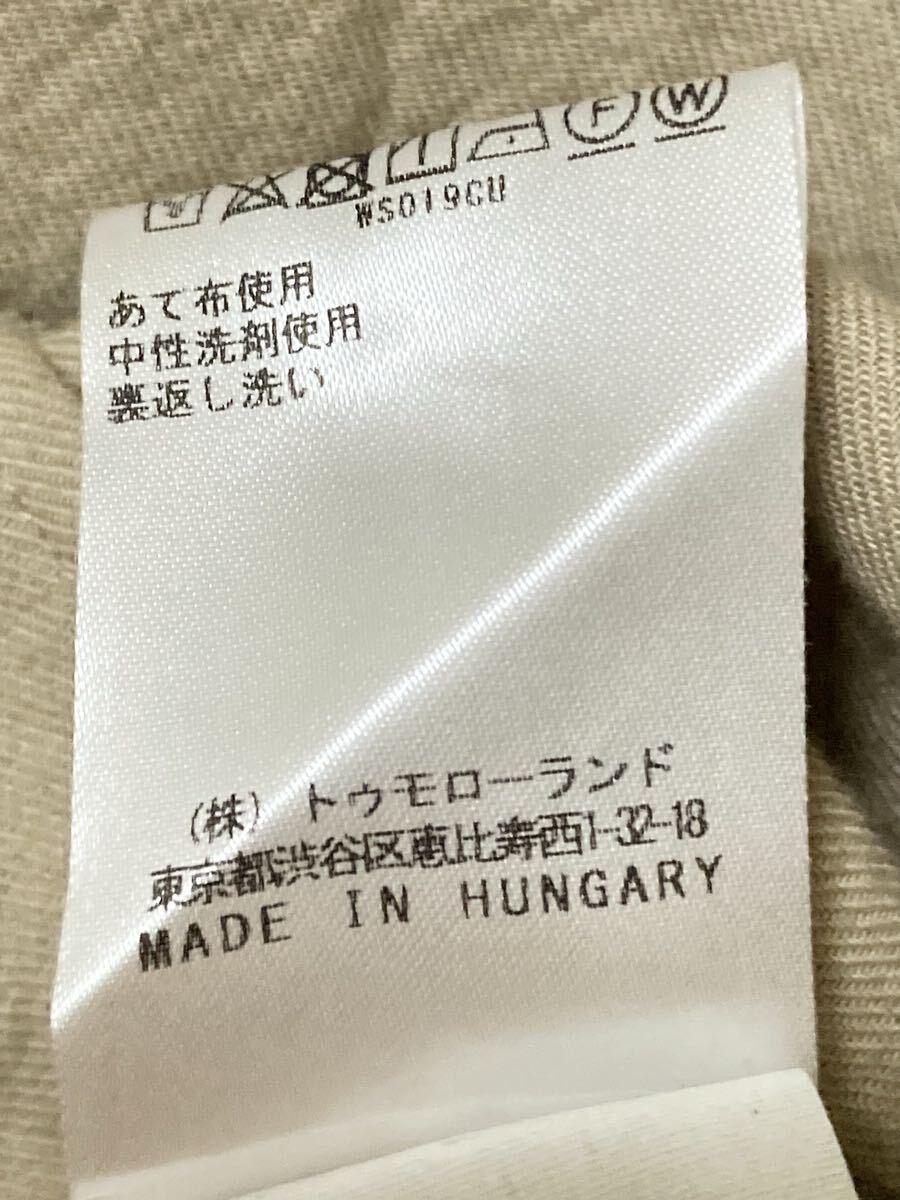 F W
WS019CU
あて布使用
中性洗剤使用
裏返し洗い
(株) トゥモローランド
東京都渋谷区恵比寿西1-32-18
MADE IN HUNGARY